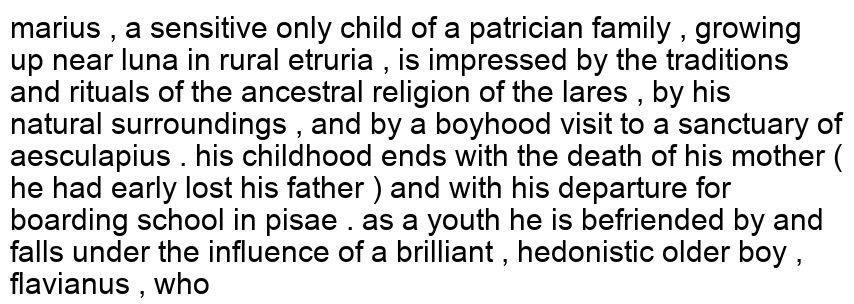 marius , a sensitive only child of a patrician family , growing
up near luna in rural etruria , is impressed by the traditions
and rituals of the ancestral religion of the lares , by his
natural surroundings , and by a boyhood visit to a sanctuary of
aesculapius . his childhood ends with the death of his mother (
he had early lost his father ) and with his departure for
boarding school in pisae . as a youth he is befriended by and
falls under the influence of a brilliant , hedonistic older boy ,
flavianus , who